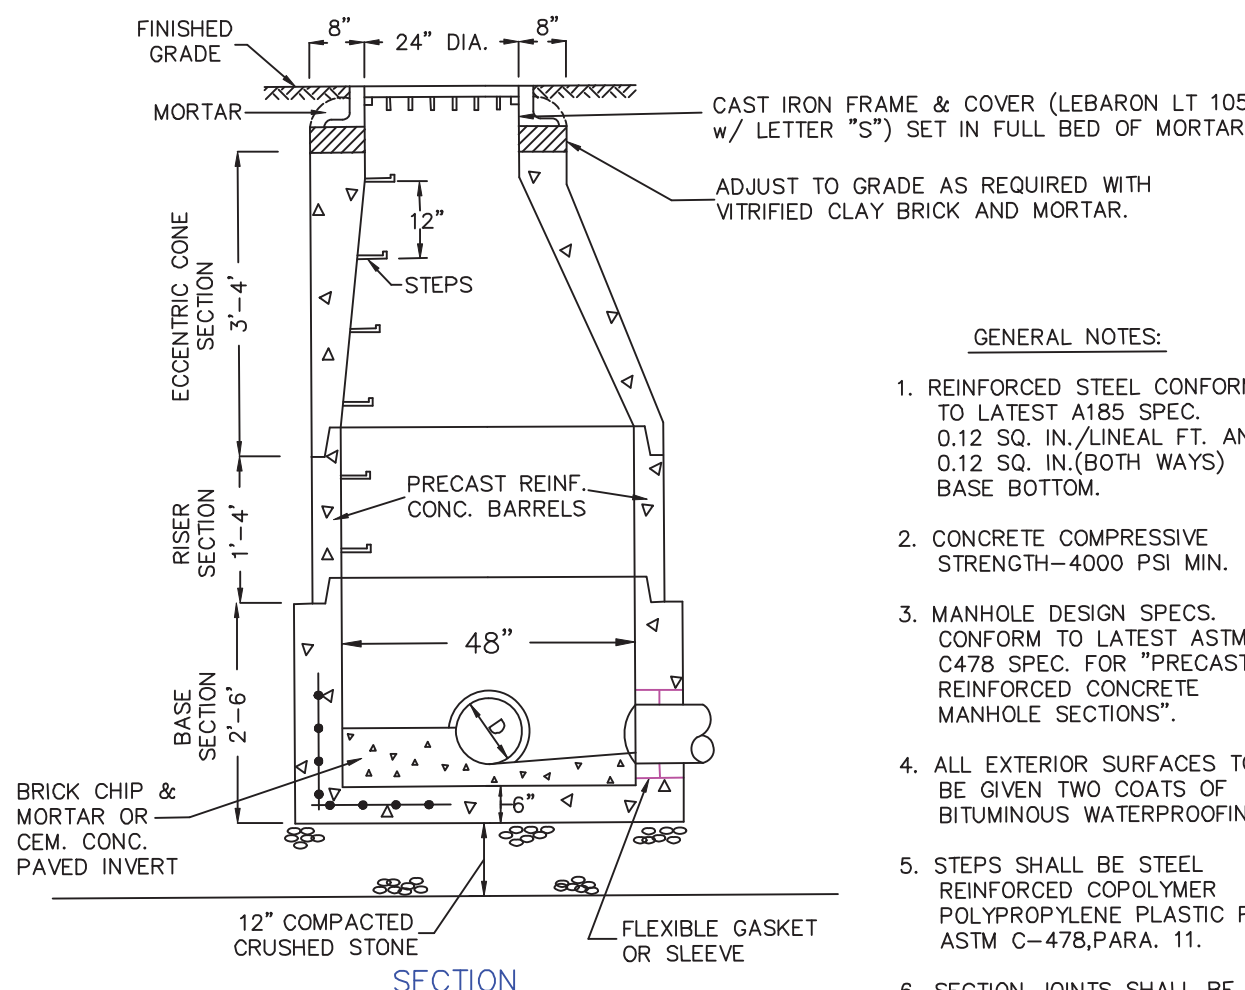 FINISHED
GRADE
8"
24" DIA.
8"
MORTAR
CAST IRON FRAME & COVER (LEBARON LT 105
w/ LETTER "S") SET IN FULL BED OF MORTAR
ADJUST TO GRADE AS REQUIRED WITH
VITRIFIED CLAY BRICK AND MORTAR.
12"
STEPS
ECCENTRIC CONE
SECTION
3'-4'
RISER
SECTION
1'-4'
PRECAST REINF.
CONC. BARRELS
BASE
SECTION
2'-6'
48"
D
6"
BRICK CHIP &
MORTAR OR
CEM. CONC.
PAVED INVERT
12" COMPACTED
CRUSHED STONE
FLEXIBLE GASKET
OR SLEEVE
SECTION
GENERAL NOTES:
1. REINFORCED STEEL CONFORM
TO LATEST A185 SPEC.
0.12 SQ. IN./LINEAL FT. AN
0.12 SQ. IN.(BOTH WAYS)
BASE BOTTOM.
2. CONCRETE COMPRESSIVE
STRENGTH-4000 PSI MIN.
3. MANHOLE DESIGN SPECS.
CONFORM TO LATEST ASTM
C478 SPEC. FOR "PRECAST
REINFORCED CONCRETE
MANHOLE SECTIONS".
4. ALL EXTERIOR SURFACES TO
BE GIVEN TWO COATS OF
BITUMINOUS WATERPROOFIN
5. STEPS SHALL BE STEEL
REINFORCED COPOLYMER
POLYPROPYLENE PLASTIC
ASTM C-478,PARA. 11.
6. SECTION JOINTS SHALL BE